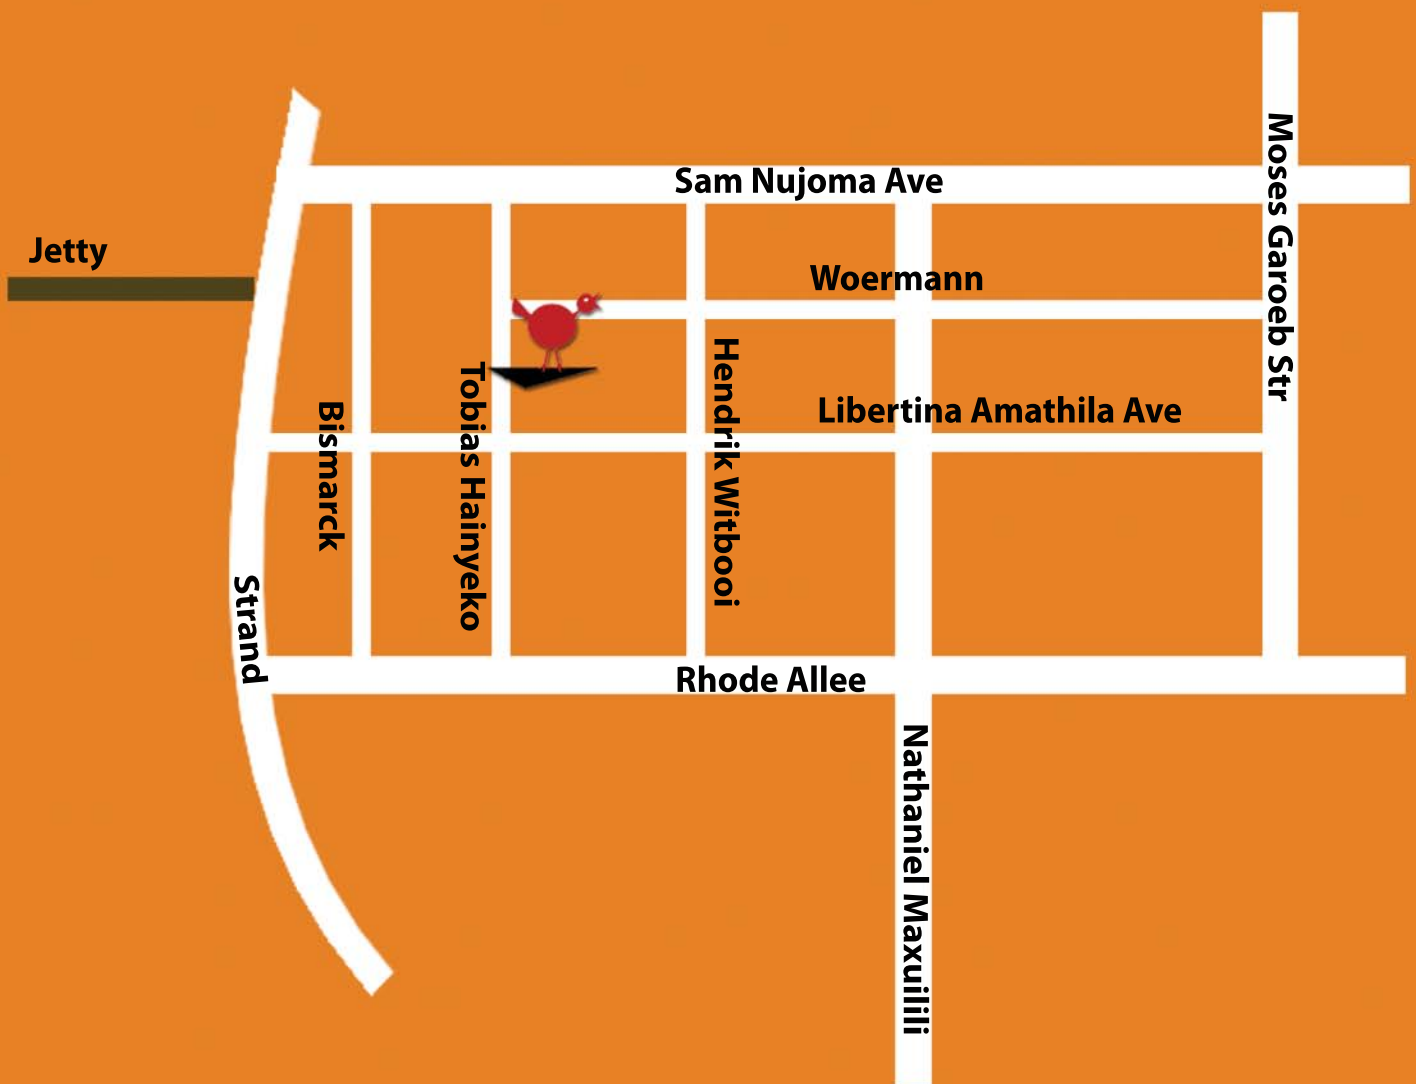 Sam Nujoma Ave
Moses Garoeb Str
Jetty
Woermann
Bismarck
Tobias Hainyeko
Hendrik Witbooi
Libertina Amathila Ave
Strand
Rhode Allee
Nathaniel Maxuilili